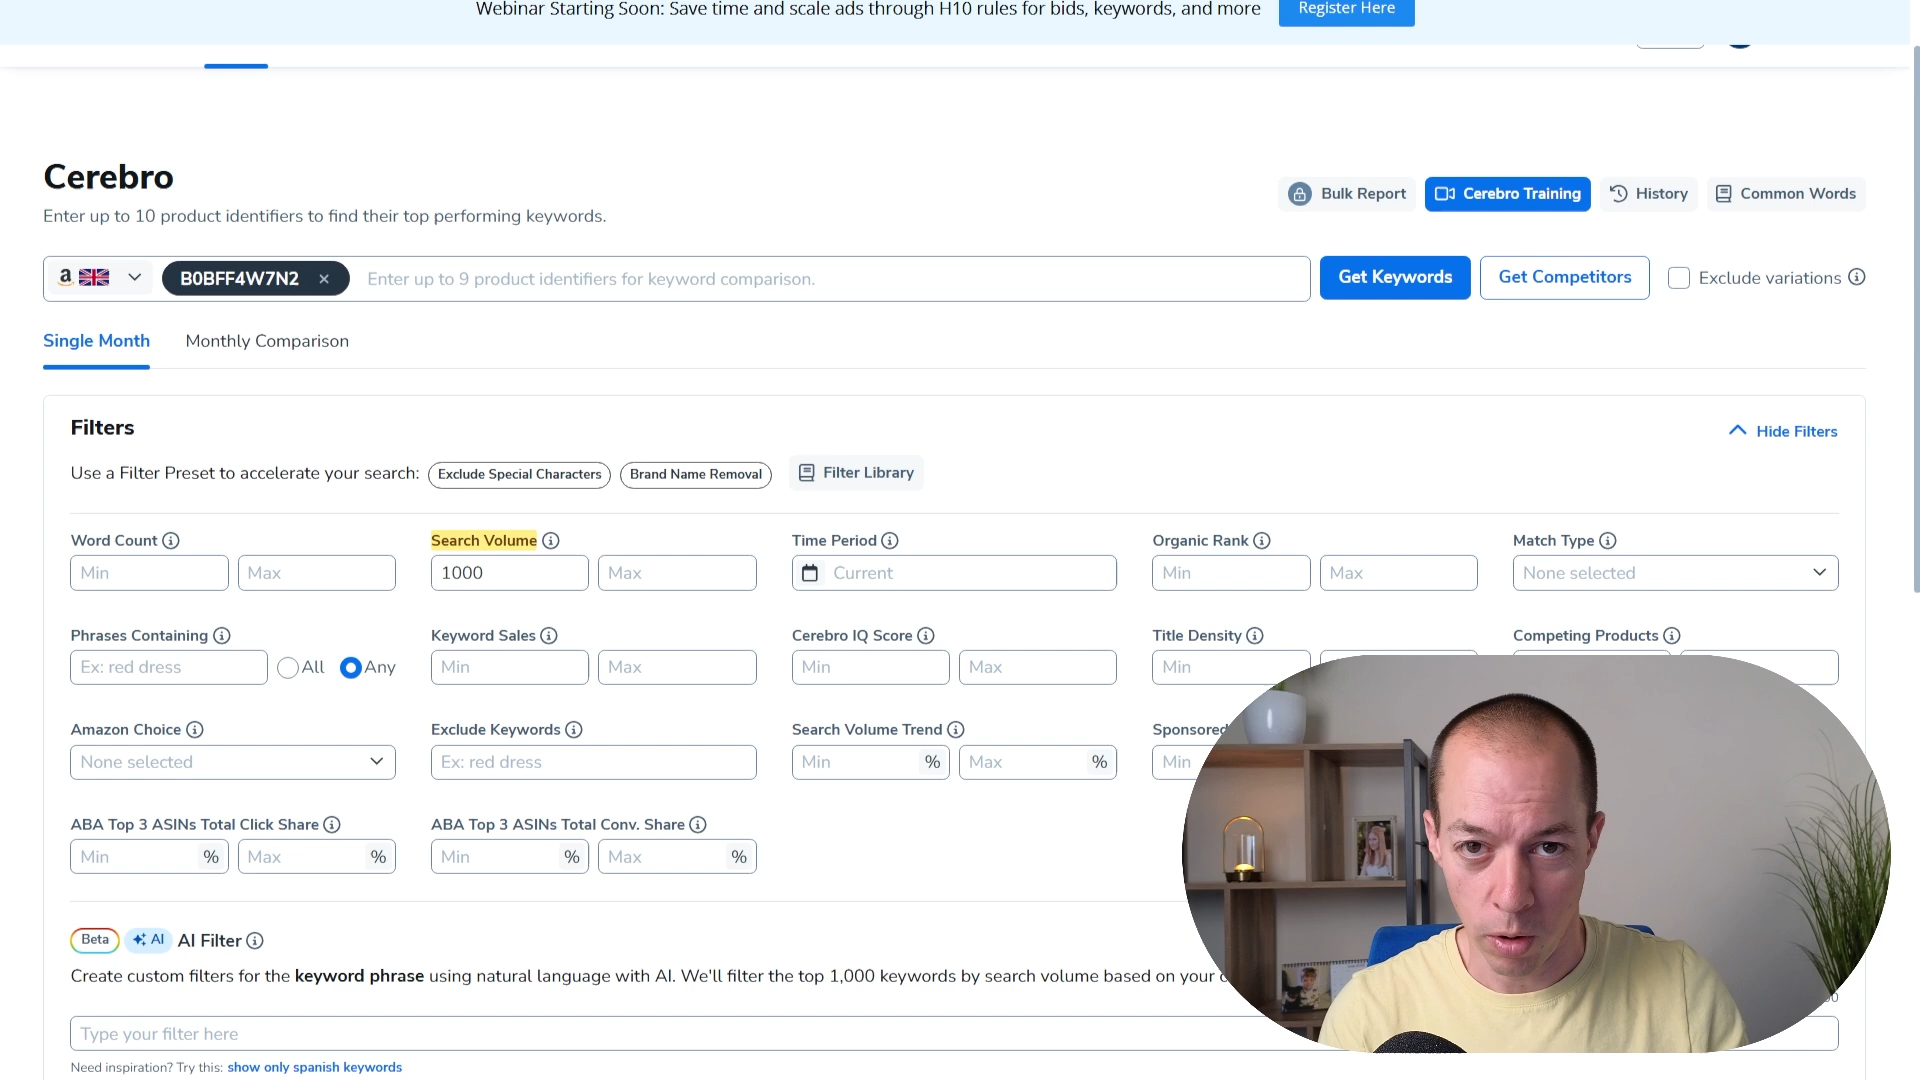 Webinar Starting Soon: Save time and scale ads through H10 rules for bids, keywords, and more
Register Here
Cerebro
Enter up to 10 product identifiers to find their top performing keywords.
Bulk Report
Cerebro Training
History
Common Words
a
B0BFF4W7N2 ×
Enter up to 9 product identifiers for keyword comparison.
Get Keywords
Get Competitors
Exclude variations
Single Month
Monthly Comparison
Filters
Hide Filters
Use a Filter Preset to accelerate your search:
Exclude Special Characters
Brand Name Removal
Filter Library
Word Count
Search Volume
Time Period
Organic Rank
Match Type
Min
Max
1000
Max
Current
Min
Max
None selected
Phrases Containing
Keyword Sales
Cerebro IQ Score
Title Density
Competing Products
Ex: red dress
All
Any
Min
Max
Min
Max
Min
Amazon Choice
Exclude Keywords
Search Volume Trend
Sponsored
None selected
Ex: red dress
Min %
Max %
Min
ABA Top 3 ASINs Total Click Share
ABA Top 3 ASINs Total Conv. Share
Min %
Max %
Min %
Max %
Beta
AI
AI Filter
Create custom filters for the keyword phrase using natural language with AI. We'll filter the top 1,000 keywords by search volume based on your
Type your filter here
Need inspiration? Try this: show only spanish keywords